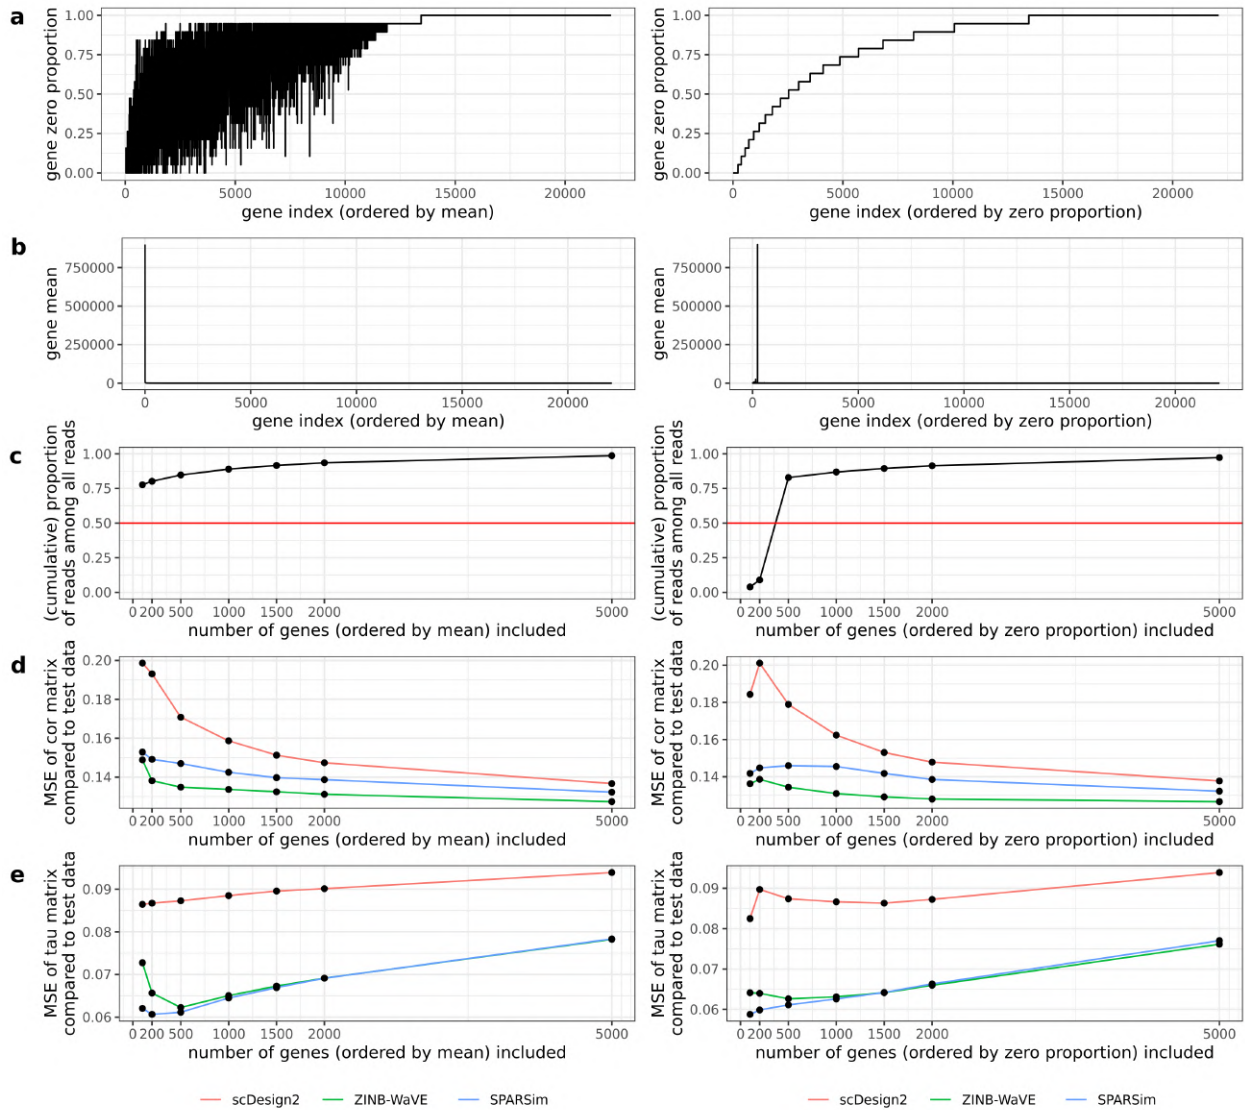 a
gene zero proportion
1.00
0.75
0.50
0.25
0.00
0 5000 10000 15000 20000
gene index (ordered by mean)
gene zero proportion
1.00
0.75
0.50
0.25
0.00
0 5000 10000 15000 20000
gene index (ordered by zero proportion)
b
gene mean
750000
500000
250000
0
0 5000 10000 15000 20000
gene index (ordered by mean)
gene mean
750000
500000
250000
0
0 5000 10000 15000 20000
gene index (ordered by zero proportion)
c
(cumulative) proportion
of reads among all reads
1.00
0.75
0.50
0.25
0.00
0 200 500 1000 1500 2000 5000
number of genes (ordered by mean) included
(cumulative) proportion
of reads among all reads
1.00
0.75
0.50
0.25
0.00
0 200 500 1000 1500 2000 5000
number of genes (ordered by zero proportion) included
d
MSE of cor matrix
compared to test data
0.20
0.18
0.16
0.14
0 200 500 1000 1500 2000 5000
number of genes (ordered by mean) included
MSE of cor matrix
compared to test data
0.20
0.18
0.16
0.14
0 200 500 1000 1500 2000 5000
number of genes (ordered by zero proportion) included
e
MSE of tau matrix
compared to test data
0.09
0.08
0.07
0.06
0 200 500 1000 1500 2000 5000
number of genes (ordered by mean) included
MSE of tau matrix
compared to test data
0.09
0.08
0.07
0.06
0 200 500 1000 1500 2000 5000
number of genes (ordered by zero proportion) included
scDesign2 ZINB-WaVE SPARSim
scDesign2 ZINB-WaVE SPARSim